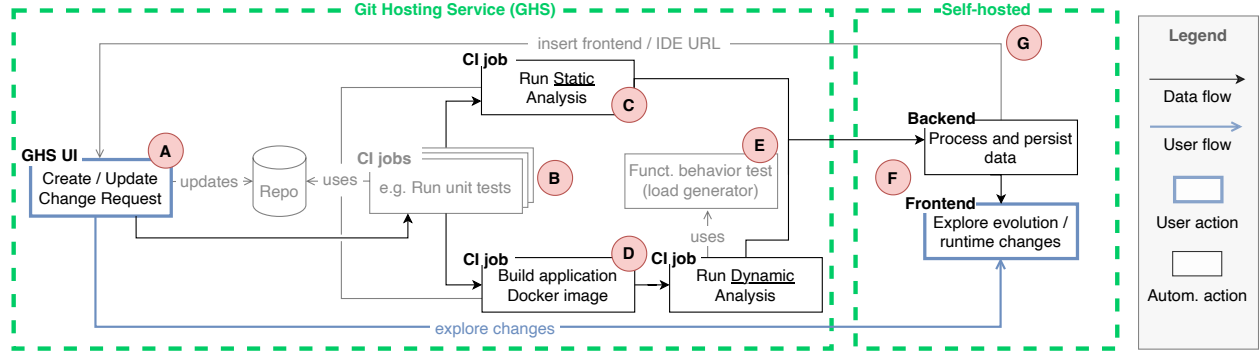 Git Hosting Service (GHS)
Self-hosted
Legend
insert frontend / IDE URL
G
CI job
Run Static
Analysis
C
Data flow
Backend
Process and persist
data
User flow
GHS UI
A
Create / Update
Change Request
updates
Repo
uses
CI jobs
e.g. Run unit tests
B
E
Funct. behavior test
(load generator)
F
Frontend
Explore evolution /
runtime changes
User action
uses
CI job
D
Build application
Docker image
CI job
Run Dynamic
Analysis
Autom. action
explore changes